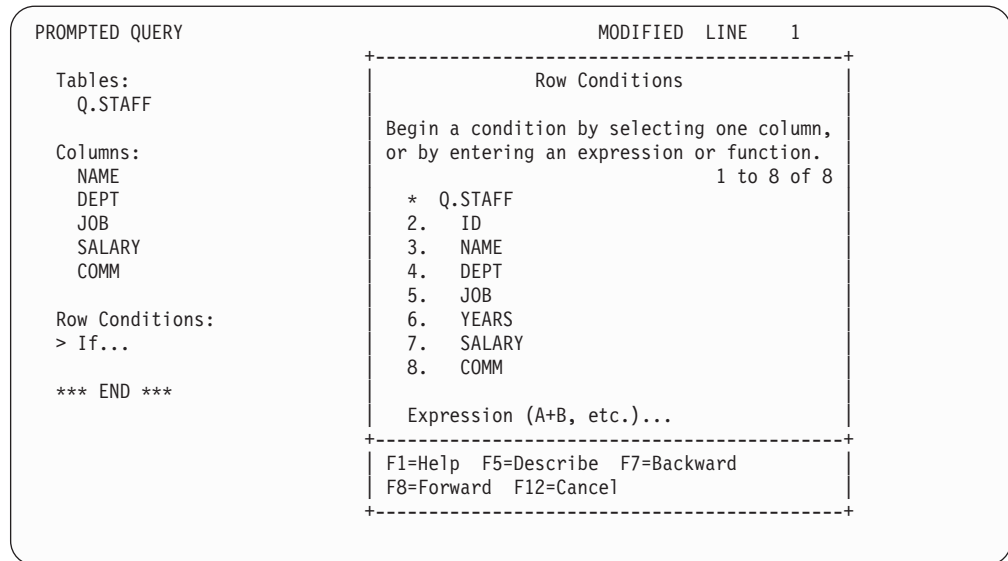 PROMPTED QUERY MODIFIED LINE 1
Tables:
Q.STAFF
Columns:
NAME
DEPT
JOB
SALARY
COMM
Row Conditions:
> If...
*** END ***
Row Conditions
Begin a condition by selecting one column,
or by entering an expression or function.
1 to 8 of 8
* Q.STAFF
2. ID
3. NAME
4. DEPT
5. JOB
6. YEARS
7. SALARY
8. COMM
Expression (A+B, etc.)...
F1=Help F5=Describe F7=Backward
F8=Forward F12=Cancel